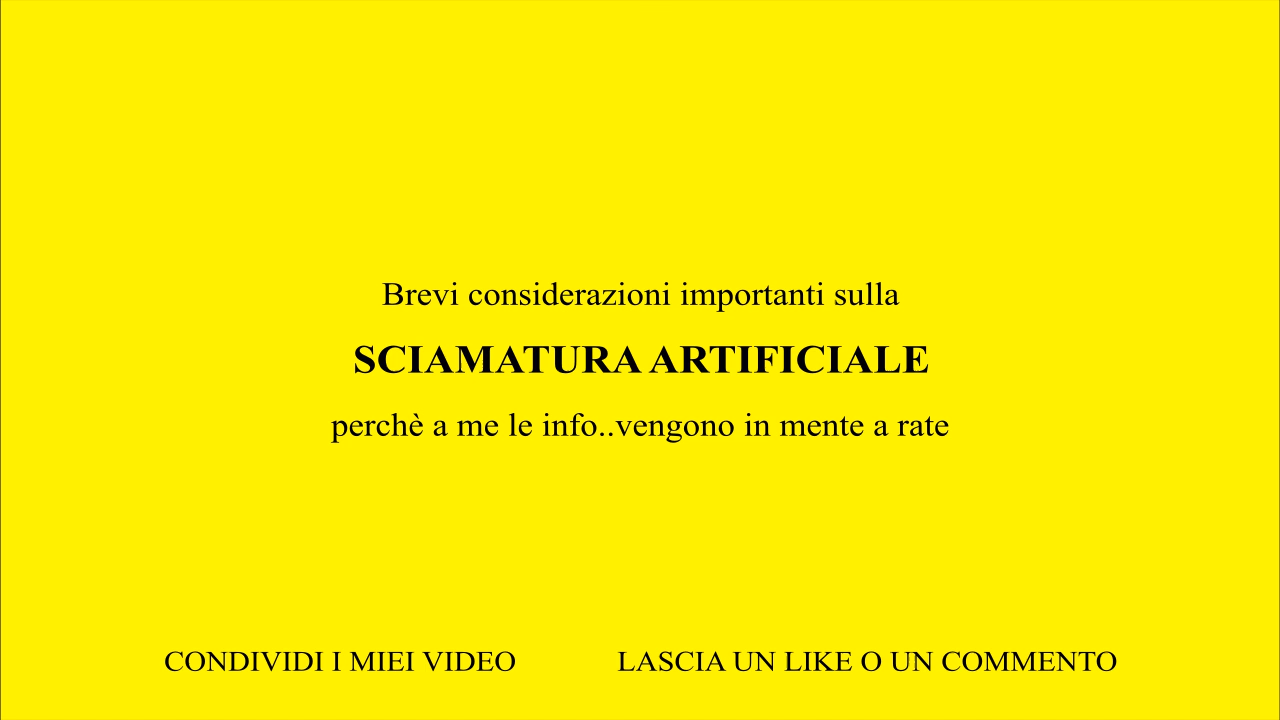 Brevi considerazioni importanti sulla
SCIAMATURA ARTIFICIALE
perchè a me le info..vengono in mente a rate
CONDIVIDI I MIEI VIDEO LASCIA UN LIKE O UN COMMENTO